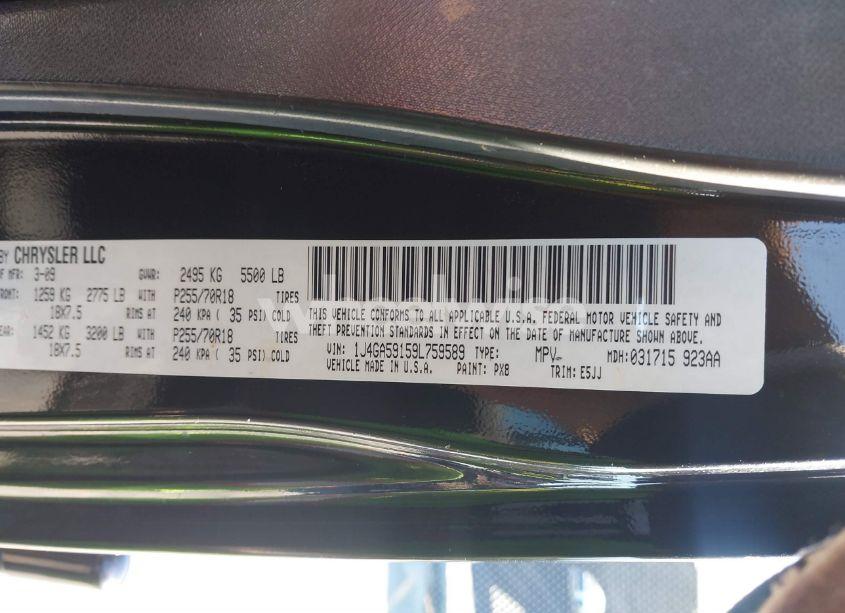 BY CHRYSLER LLC
OF MFR: 3-09 GVWR: 2495 KG 5500 LB
FRONT: 1259 KG 2775 LB WITH P255/70R18 TIRES
18X7.5 RIMS AT 240 KPA ( 35 PSI) COLD
REAR: 1452 KG 3200 LB WITH P255/70R18 TIRES
18X7.5 RIMS AT 240 KPA ( 35 PSI) COLD
THIS VEHICLE CONFORMS TO ALL APPLICABLE U.S.A. FEDERAL MOTOR VEHICLE SAFETY AND
THEFT PREVENTION STANDARDS IN EFFECT ON THE DATE OF MANUFACTURE SHOWN ABOVE.
VIN: 1J4GA59159L759589 TYPE: MPV MDH: 031715 923AA
VEHICLE MADE IN U.S.A. PAINT: PX8 TRIM: E5JJ